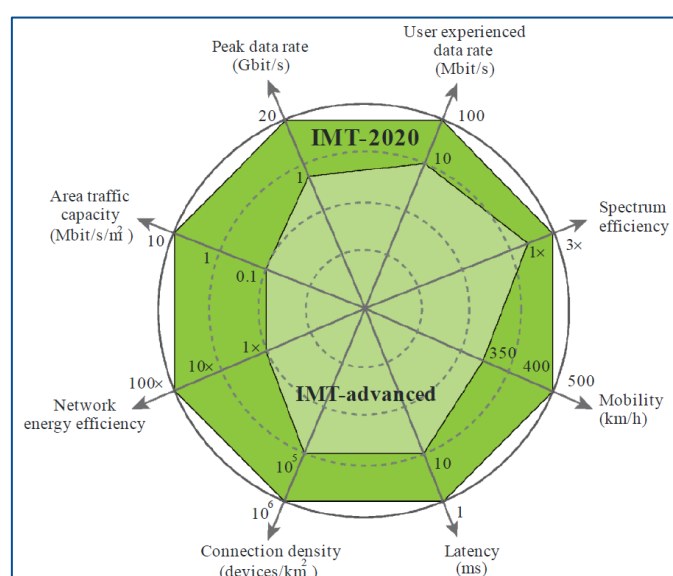 Peak data rate
(Gbit/s)
User experienced
data rate
(Mbit/s)
20
100
IMT-2020
1
10
Area traffic
capacity
(Mbit/s/m²)
10
1
0.1
Spectrum
efficiency
1×
3×
1×
10×
100×
Network
energy efficiency
350
400
500
Mobility
(km/h)
IMT-advanced
10⁵
10⁶
Connection density
(devices/km²)
10
1
Latency
(ms)